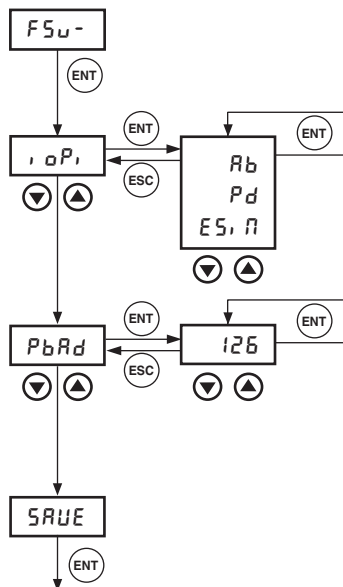 FSu-
ENT
ioPi
ENT
ESC
Ab
Pd
ESiM
ENT
PbAd
ENT
ESC
126
ENT
SAUE
ENT